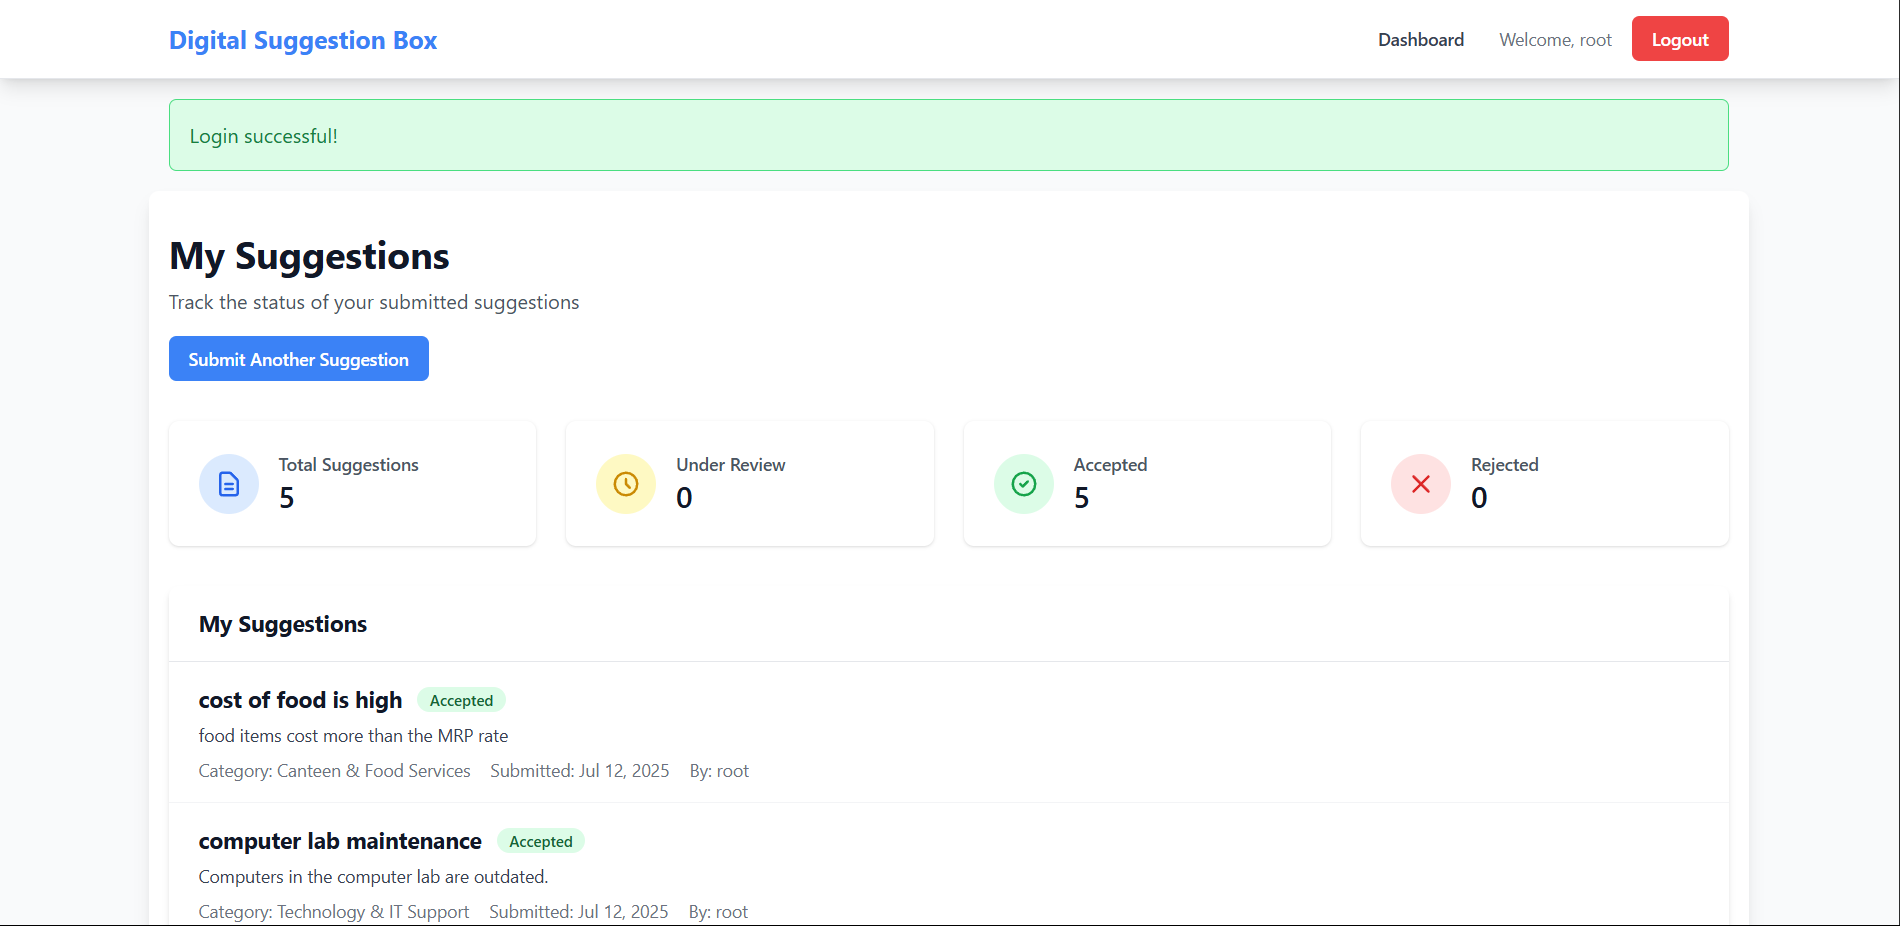 Digital Suggestion Box
Dashboard
Welcome, root
Logout
Login successful!
My Suggestions
Track the status of your submitted suggestions
Submit Another Suggestion
Total Suggestions
5
Under Review
0
Accepted
5
Rejected
0
My Suggestions
cost of food is high Accepted
food items cost more than the MRP rate
Category: Canteen & Food Services Submitted: Jul 12, 2025 By: root
computer lab maintenance Accepted
Computers in the computer lab are outdated.
Category: Technology & IT Support Submitted: Jul 12, 2025 By: root